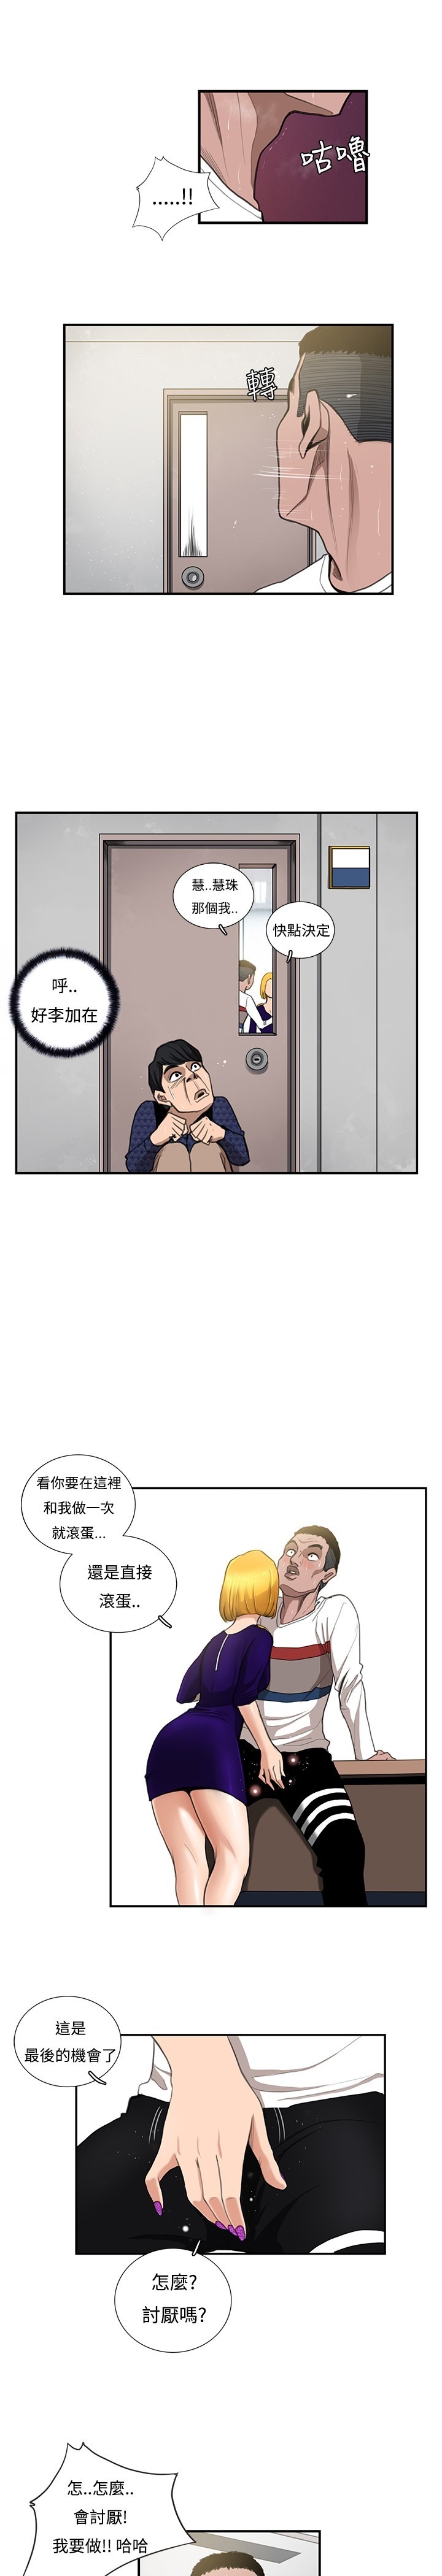 咕嚕
.....!!
轉
慧..慧珠
那個我..
快點決定
呼..
好李加在
看你要在這裡
和我做一次
就滾蛋...
還是直接
滾蛋..
這是
最後的機會了
怎麼?
討厭嗎?
怎..怎麼..
會討厭!
我要做!! 哈哈